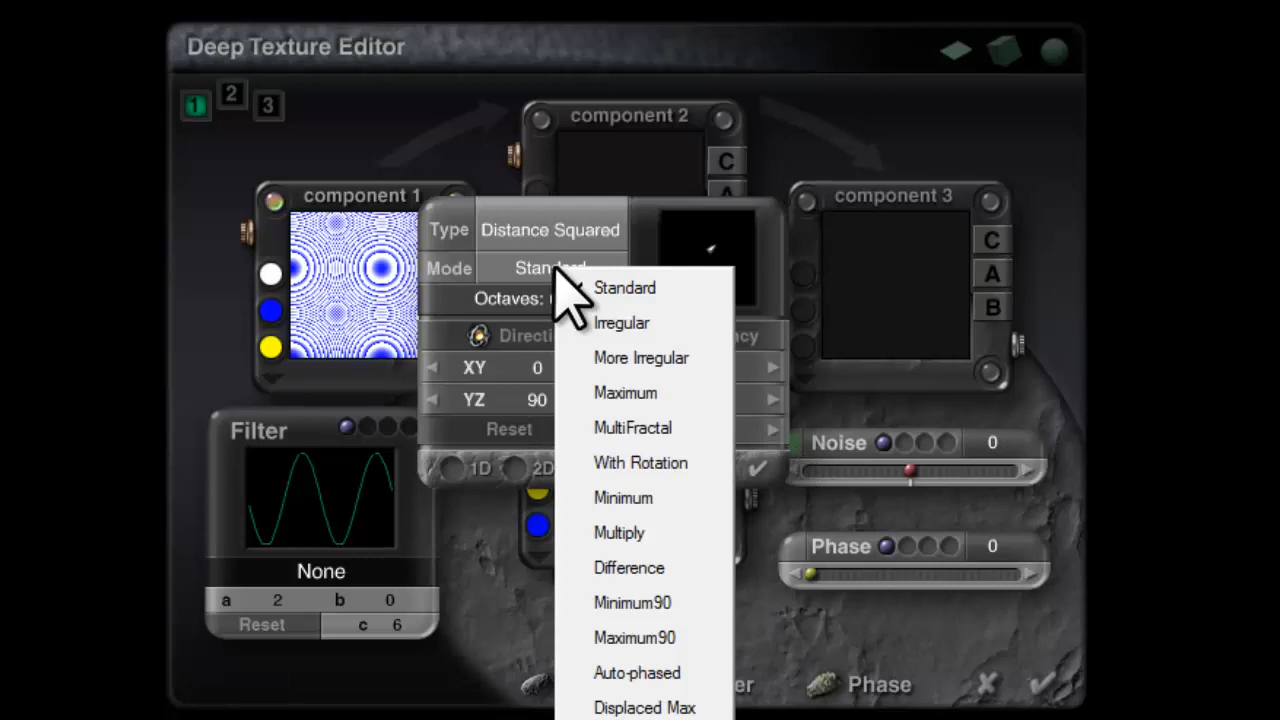 Deep Texture Editor
1 2 3
component 2
C
A
component 1
component 3
C
A
B
Type Distance Squared
Mode Standard
Octaves:
Standard
Irregular
More Irregular
Maximum
MultiFractal
With Rotation
Minimum
Multiply
Difference
Minimum90
Maximum90
Auto-phased
Displaced Max
XY 0
YZ 90
Reset
1D 2D
Filter
None
a 2 b 0
Reset c 6
Noise 0
Phase 0
Phase